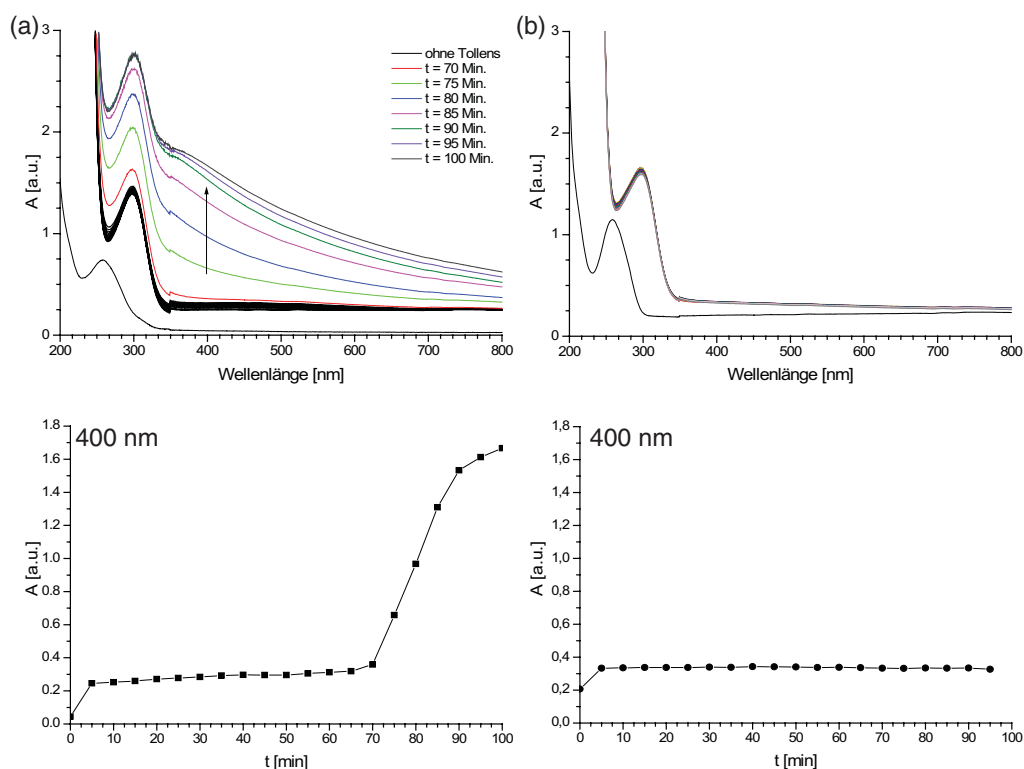 (a)
3
2
1
0
A [a.u.]
200 300 400 500 600 700 800
Wellenlänge [nm]
ohne Tollens
t = 70 Min.
t = 75 Min.
t = 80 Min.
t = 85 Min.
t = 90 Min.
t = 95 Min.
t = 100 Min.
(b)
3
2
1
0
A [a.u.]
200 300 400 500 600 700 800
Wellenlänge [nm]
400 nm
1.8
1.6
1.4
1.2
1.0
0.8
0.6
0.4
0.2
0.0
A [a.u.]
0 10 20 30 40 50 60 70 80 90 100
t [min]
400 nm
1,8
1,6
1,4
1,2
1,0
0,8
0,6
0,4
0,2
0,0
A [a.u.]
0 10 20 30 40 50 60 70 80 90 100
t [min]